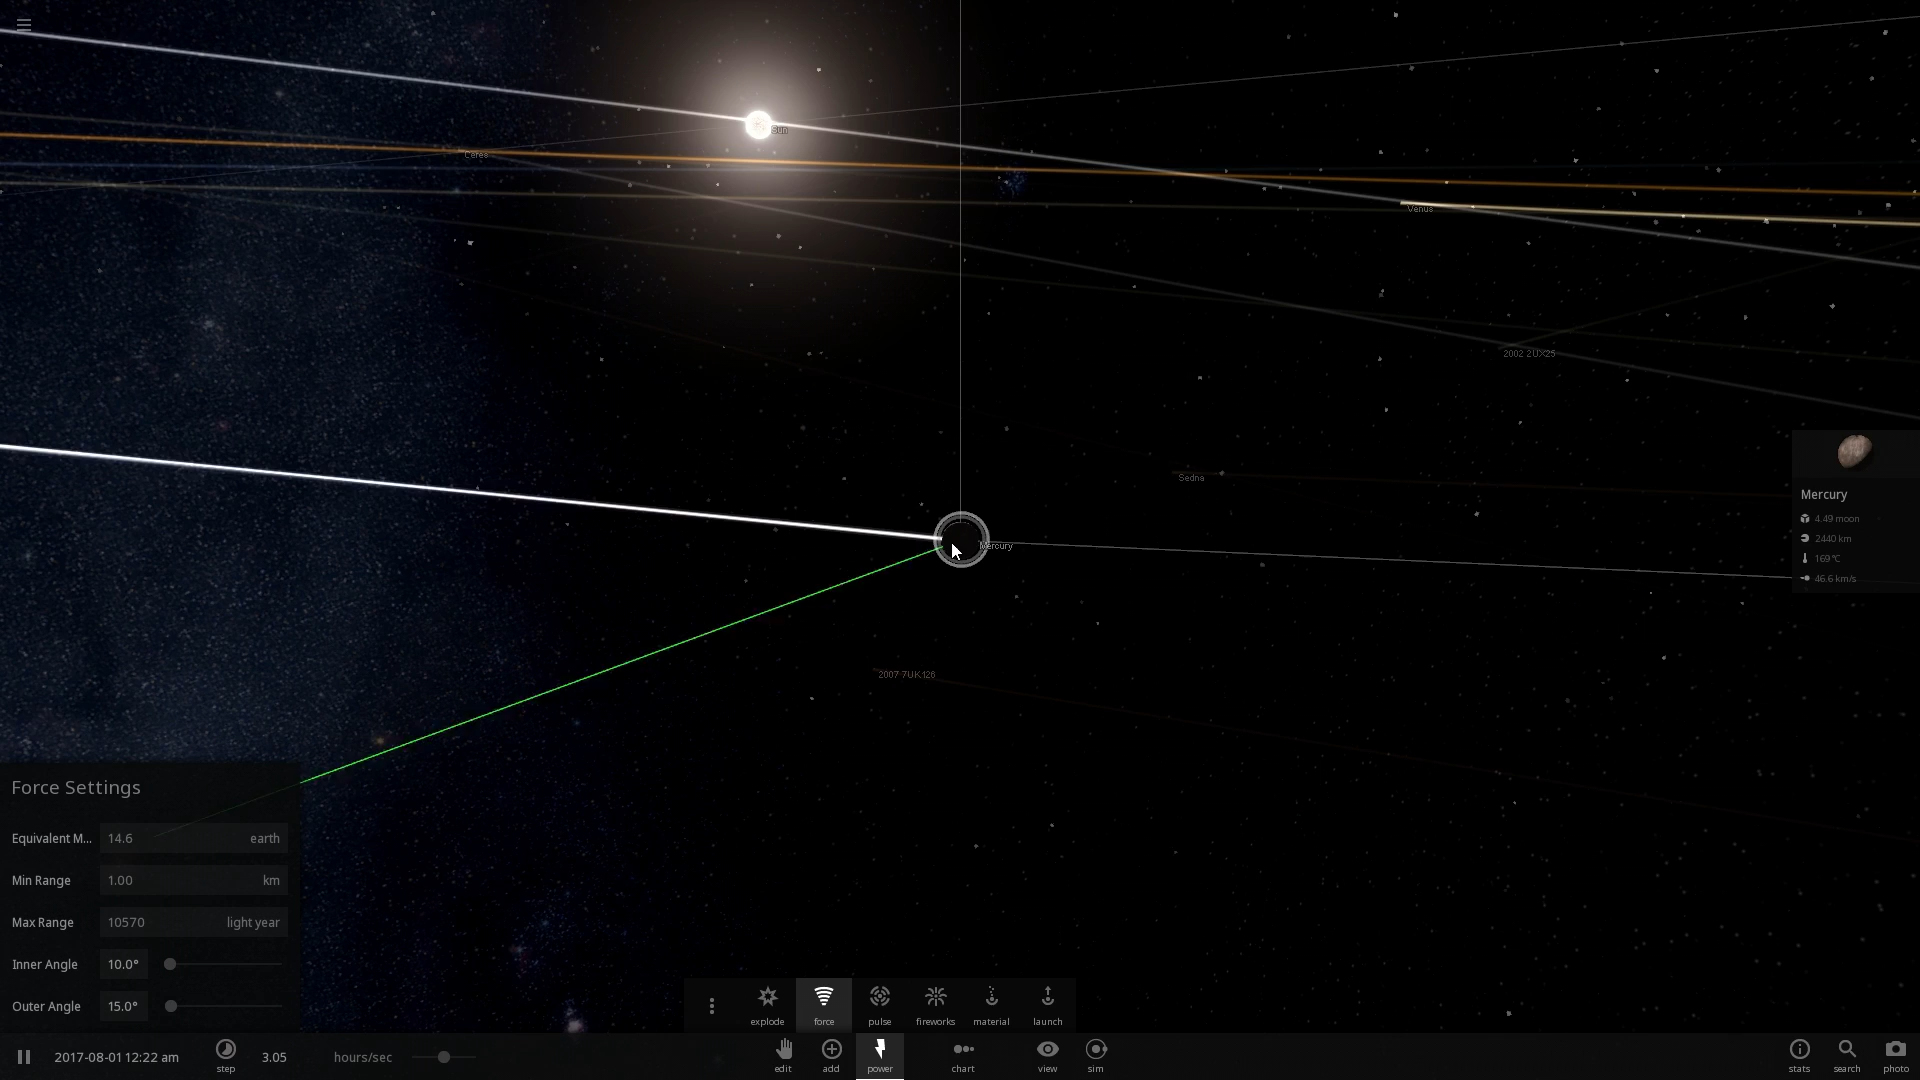 Sun
Ceres
Venus
2002 2UX25
Sedna
Mercury
2007 7UK126
Mercury
4.49 moon
2440 km
169°C
46.6 km/s
Force Settings
Equivalent M... 14.6 earth
Min Range 1.00 km
Max Range 10570 light year
Inner Angle 10.0°
Outer Angle 15.0°
explode force pulse fireworks material launch
2017-08-01 12:22 am step 3.05 hours/sec edit add power chart view sim stats search photo